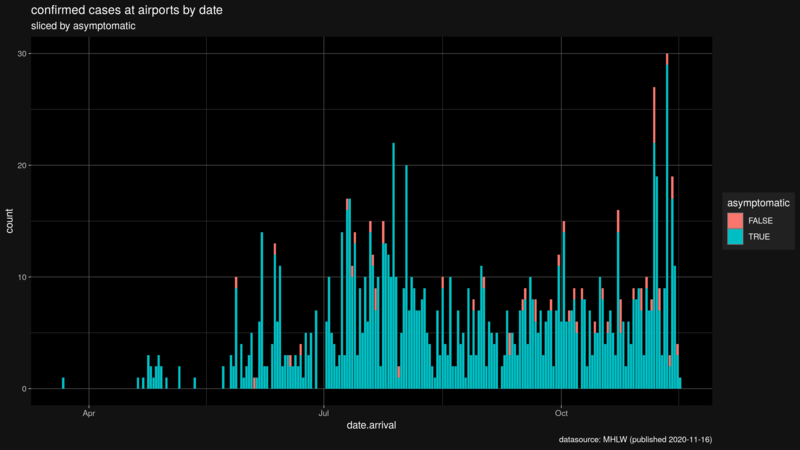 confirmed cases at airports by date
sliced by asymptomatic
30
20
10
0
count
Apr
Jul
Oct
date.arrival
asymptomatic
FALSE
TRUE
datasource: MHLW (published 2020-11-16)